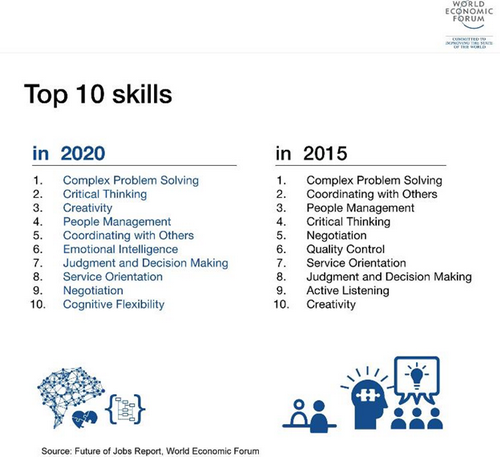 WORLD
ECONOMIC
FORUM
COMMITTED TO
IMPROVING THE STATE
OF THE WORLD
Top 10 skills
in 2020
1. Complex Problem Solving
2. Critical Thinking
3. Creativity
4. People Management
5. Coordinating with Others
6. Emotional Intelligence
7. Judgment and Decision Making
8. Service Orientation
9. Negotiation
10. Cognitive Flexibility
in 2015
1. Complex Problem Solving
2. Coordinating with Others
3. People Management
4. Critical Thinking
5. Negotiation
6. Quality Control
7. Service Orientation
8. Judgment and Decision Making
9. Active Listening
10. Creativity
Source: Future of Jobs Report, World Economic Forum